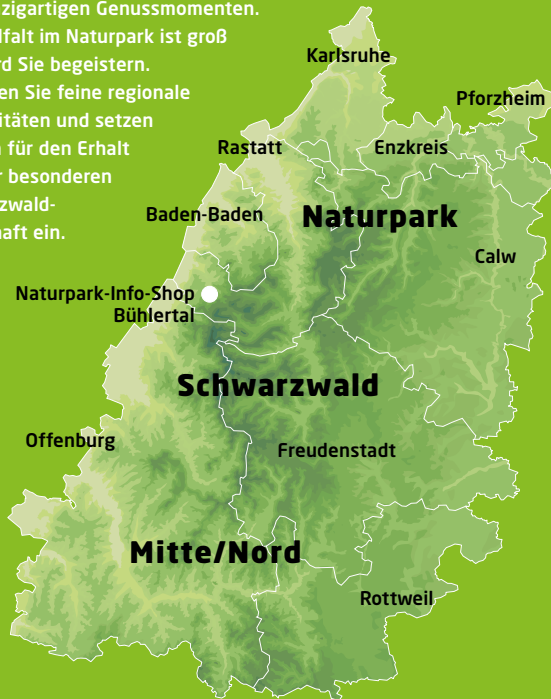 zigartigen Genussmomenten.
lfalt im Naturpark ist groß
rd Sie begeistern.
en Sie feine regionale
itäten und setzen
für den Erhalt
r besonderen
zwald-
aft ein.
Karlsruhe
Pforzheim
Rastatt
Enzkreis
Baden-Baden
Naturpark
Calw
Naturpark-Info-Shop
Bühlertal
Schwarzwald
Offenburg
Freudenstadt
Mitte/Nord
Rottweil